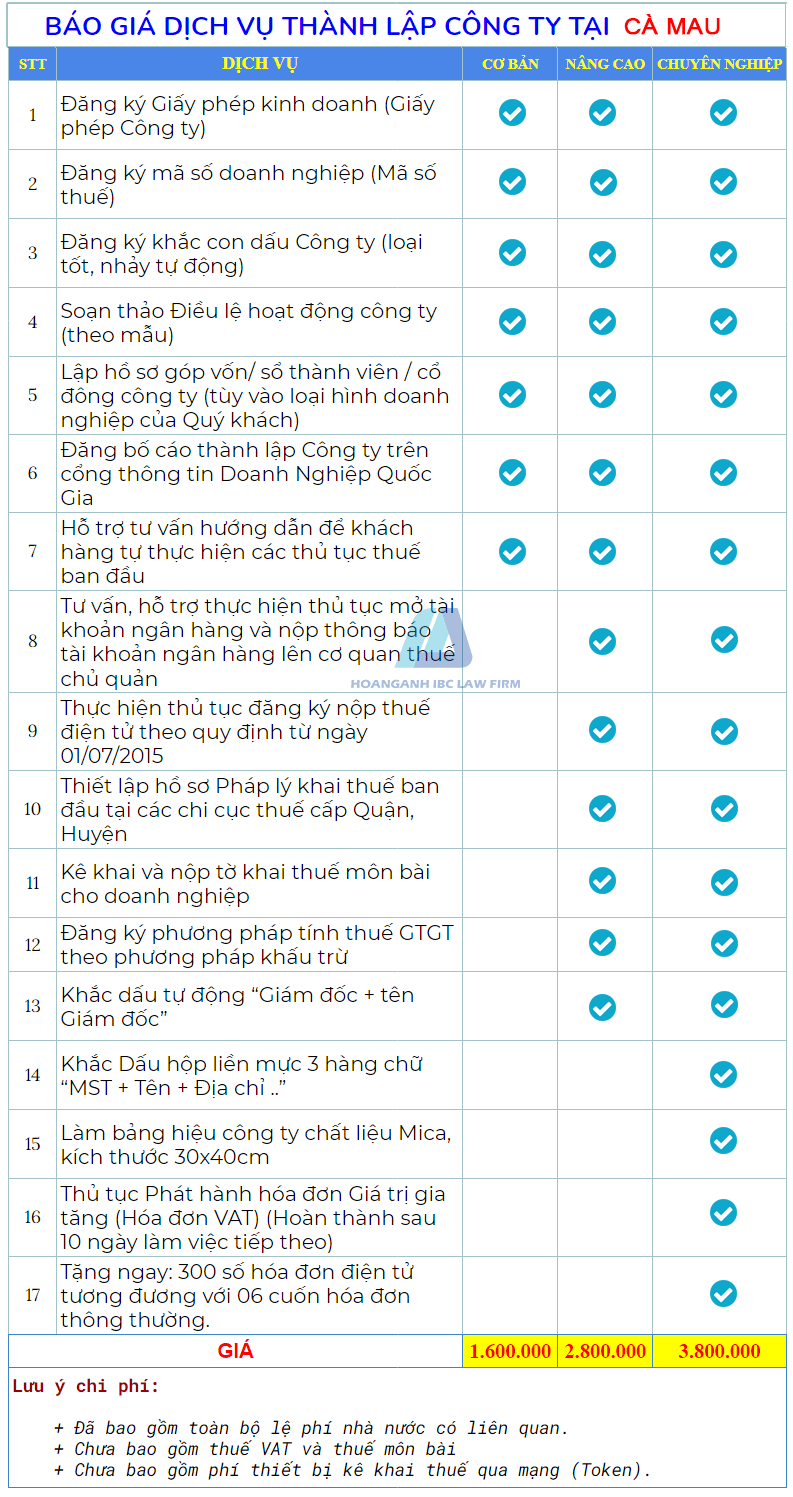 BÁO GIÁ DỊCH VỤ THÀNH LẬP CÔNG TY TẠI CÀ MAU
STT DỊCH VỤ CƠ BẢN NÂNG CAO CHUYÊN NGHIỆP
1 Đăng ký Giấy phép kinh doanh (Giấy
phép Công ty)
2 Đăng ký mã số doanh nghiệp (Mã số
thuế)
3 Đăng ký khắc con dấu Công ty (loại
tốt, nhảy tự động)
4 Soạn thảo Điều lệ hoạt động công ty
(theo mẫu)
5 Lập hồ sơ góp vốn/ sổ thành viên / cổ
đông công ty (tùy vào loại hình doanh
nghiệp của Quý khách)
6 Đăng bố cáo thành lập Công ty trên
cổng thông tin Doanh Nghiệp Quốc
Gia
7 Hỗ trợ tư vấn hướng dẫn để khách
hàng tự thực hiện các thủ tục thuế
ban đầu
8 Tư vấn, hỗ trợ thực hiện thủ tục mở tài
khoản ngân hàng và nộp thông báo
tài khoản ngân hàng lên cơ quan thuế
chủ quản
HOANGANH IBC LAW FIRM
9 Thực hiện thủ tục đăng ký nộp thuế
điện tử theo quy định từ ngày
01/07/2015
10 Thiết lập hồ sơ Pháp lý khai thuế ban
đầu tại các chi cục thuế cấp Quận,
Huyện
11 Kê khai và nộp tờ khai thuế môn bài
cho doanh nghiệp
12 Đăng ký phương pháp tính thuế GTGT
theo phương pháp khấu trừ
13 Khắc dấu tự động “Giám đốc + tên
Giám đốc”
14 Khắc Dấu hộp liền mực 3 hàng chữ
“MST + Tên + Địa chỉ ..”
15 Làm bảng hiệu công ty chất liệu Mica,
kích thước 30x40cm
16 Thủ tục Phát hành hóa đơn Giá trị gia
tăng (Hóa đơn VAT) (Hoàn thành sau
10 ngày làm việc tiếp theo)
17 Tặng ngay: 300 số hóa đơn điện tử
tương đương với 06 cuốn hóa đơn
thông thường.
GIÁ 1.600.000 2.800.000 3.800.000
Lưu ý chi phí:
+ Đã bao gồm toàn bộ lệ phí nhà nước có liên quan.
+ Chưa bao gồm thuế VAT và thuế môn bài
+ Chưa bao gồm phí thiết bị kê khai thuế qua mạng (Token).